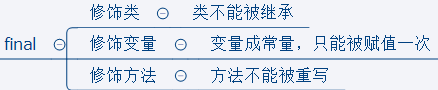 final
修饰类 类不能被继承
修饰变量 变量成常量，只能被赋值一次
修饰方法 方法不能被重写